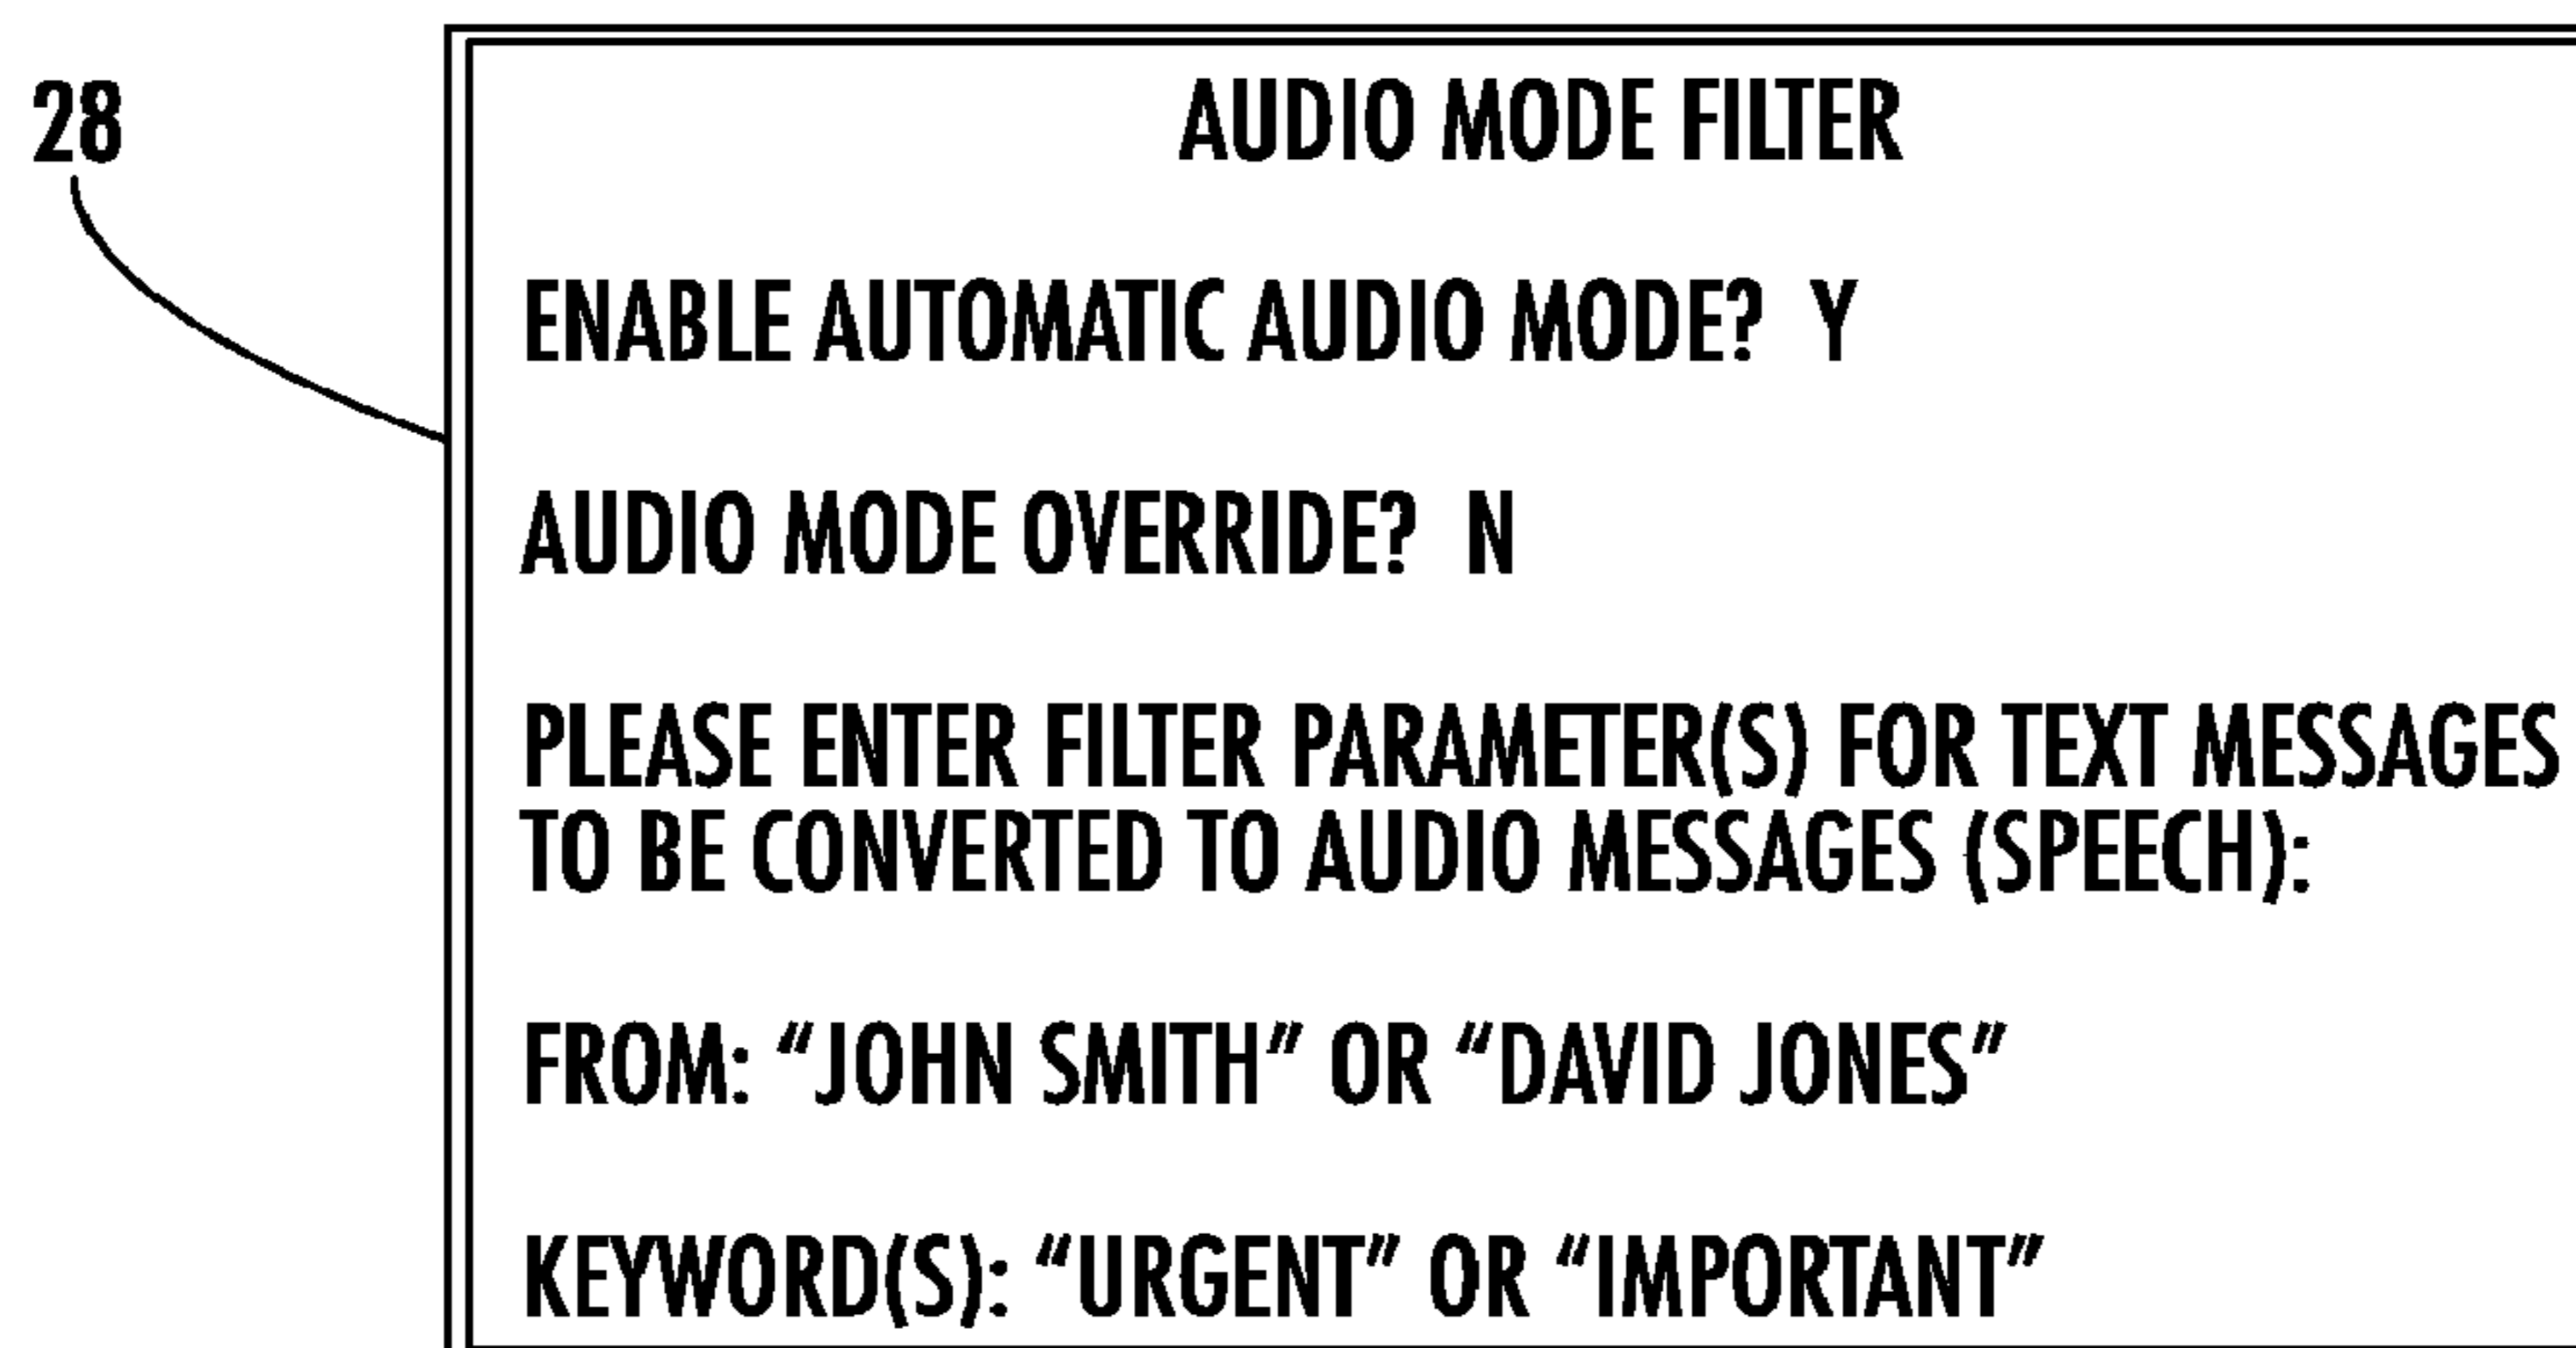 28
AUDIO MODE FILTER
ENABLE AUTOMATIC AUDIO MODE? Y
AUDIO MODE OVERRIDE? N
PLEASE ENTER FILTER PARAMETER(S) FOR TEXT MESSAGES
TO BE CONVERTED TO AUDIO MESSAGES (SPEECH):
FROM: “JOHN SMITH” OR “DAVID JONES”
KEYWORD(S): “URGENT” OR “IMPORTANT”